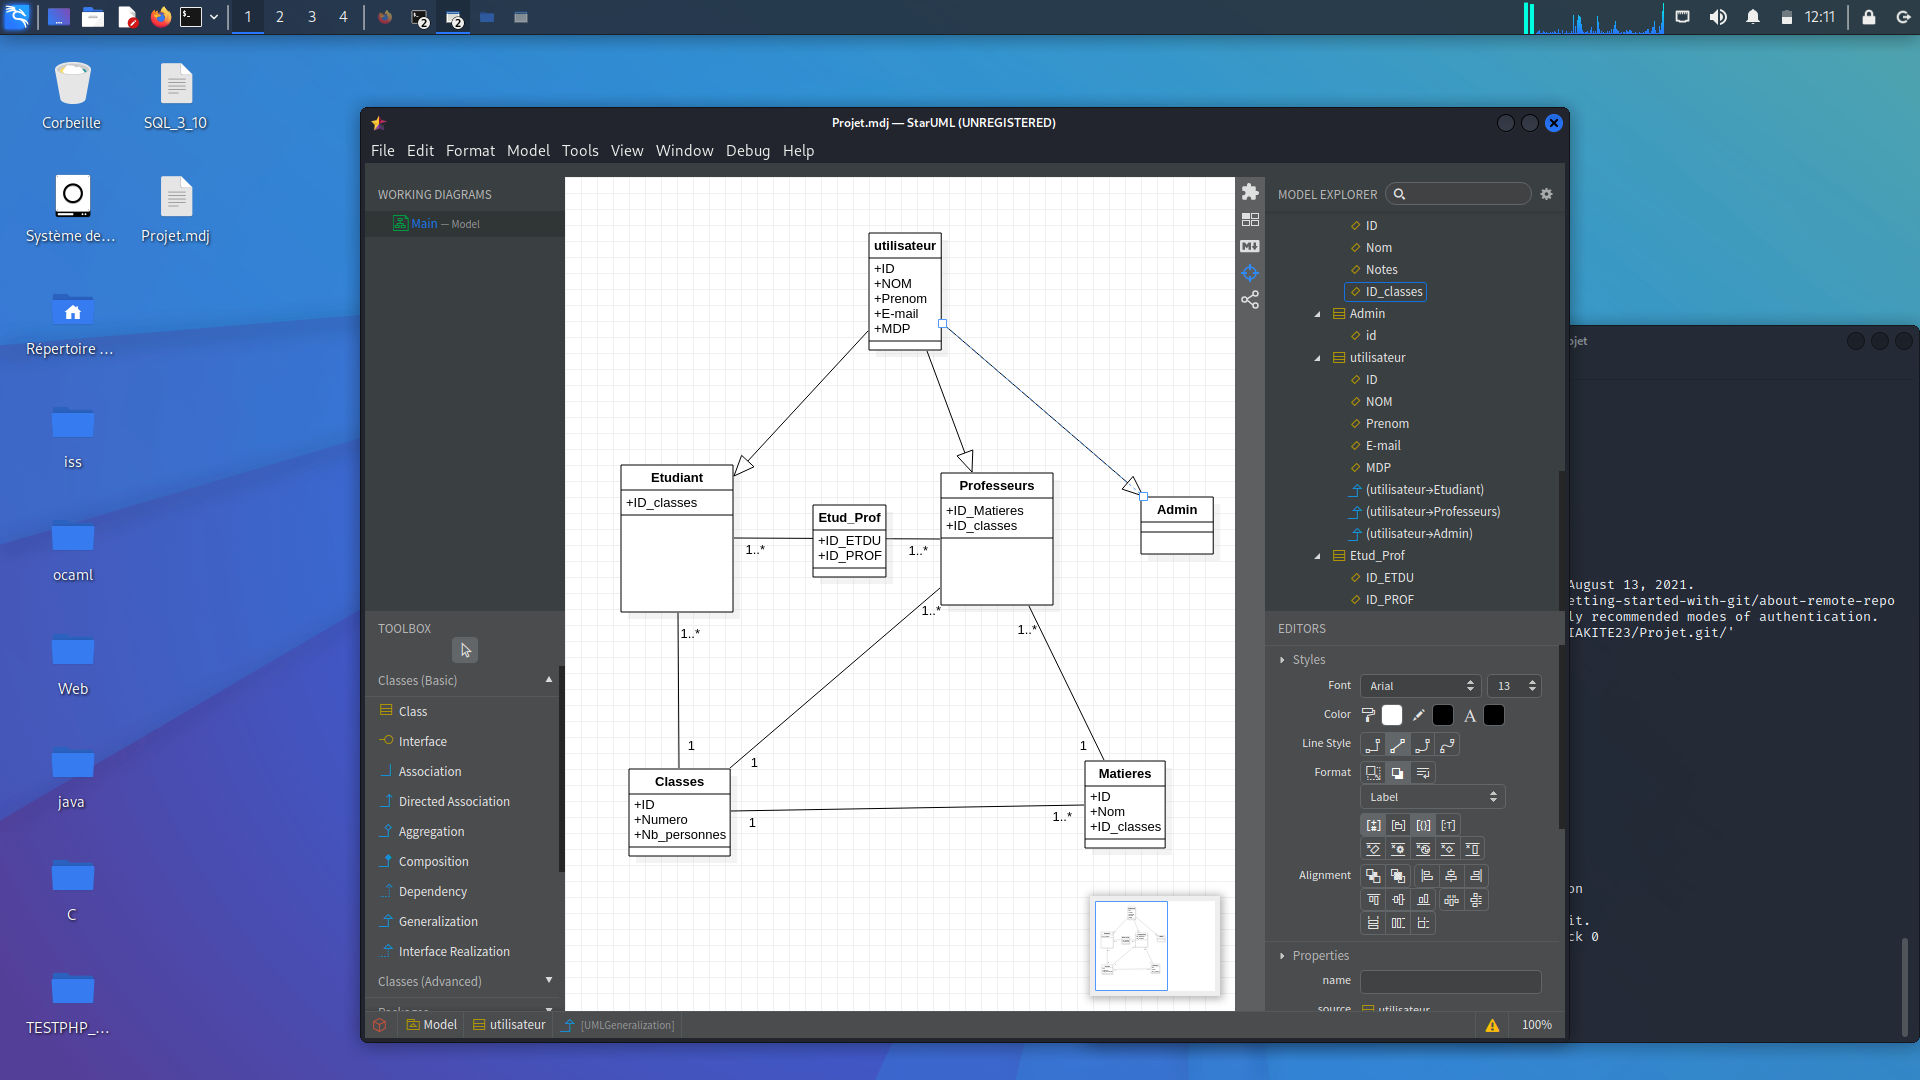 1 2 3 4
2
2
12:11
Corbeille
SQL_3_10
Système de...
Projet.mdj
Répertoire ...
iss
ocaml
Web
java
C
TESTPHP_...
Projet.mdj — StarUML (UNREGISTERED)
File Edit Format Model Tools View Window Debug Help
WORKING DIAGRAMS
Main — Model
TOOLBOX
Classes (Basic)
Class
Interface
Association
Directed Association
Aggregation
Composition
Dependency
Generalization
Interface Realization
Classes (Advanced)
utilisateur
+ID
+NOM
+Prenom
+E-mail
+MDP
Etudiant
+ID_classes
Etud_Prof
+ID_ETDU
+ID_PROF
Professeurs
+ID_Matieres
+ID_classes
Admin
1..*
1..*
1..*
1..*
1..*
1
1
1
Classes
+ID
+Numero
+Nb_personnes
1
1..*
Matieres
+ID
+Nom
+ID_classes
MODEL EXPLORER
ID
Nom
Notes
ID_classes
Admin
id
utilisateur
ID
NOM
Prenom
E-mail
MDP
(utilisateur→Etudiant)
(utilisateur→Professeurs)
(utilisateur→Admin)
Etud_Prof
ID_ETDU
ID_PROF
EDITORS
Styles
Font Arial 13
Color A
Line Style
Format
Label
Alignment
Properties
name
source utilisateur
Model utilisateur [UMLGeneralization]
100%
ojet
August 13, 2021.
etting-started-with-git/about-remote-repo
ly recommended modes of authentication.
IAKITE23/Projet.git/'
on
it.
ck 0